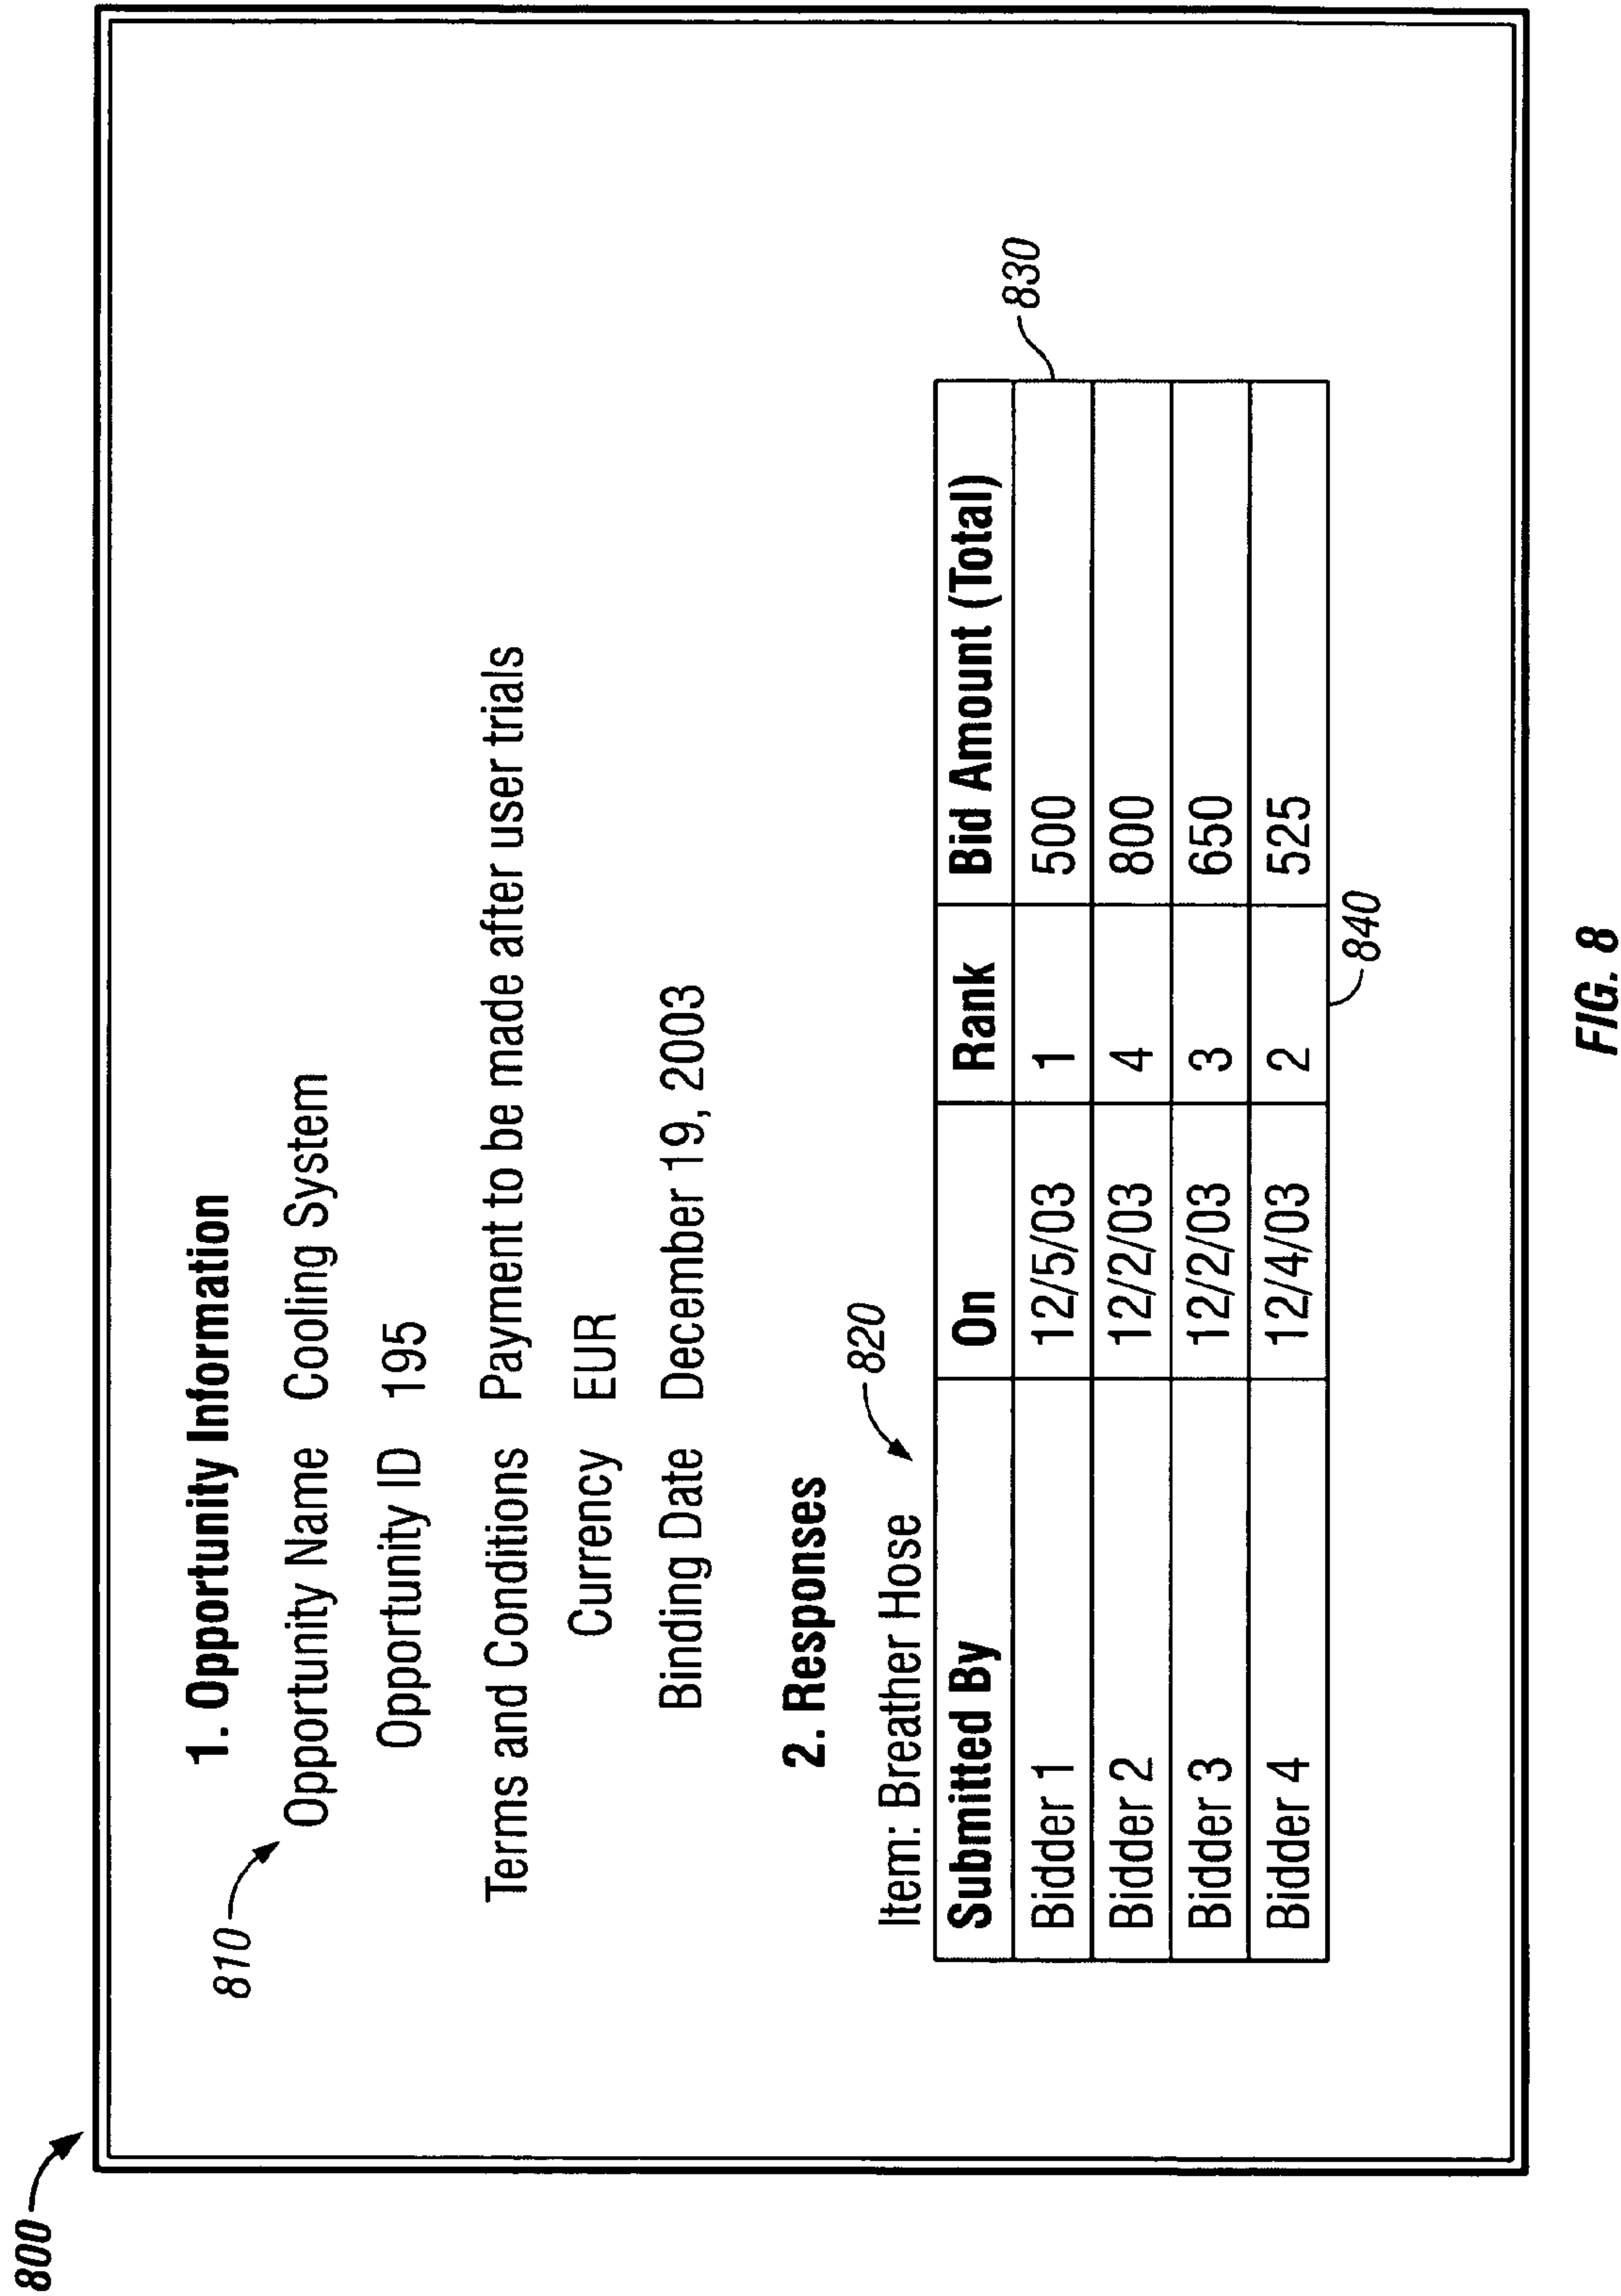 800
1. Opportunity Information
810
Opportunity Name Cooling System
Opportunity ID 195
Terms and Conditions Payment to be made after user trials
Currency EUR
Binding Date December 19, 2003
2. Responses
820
Item: Breather Hose
Submitted By On Rank Bid Amount (Total)
Bidder 1 12/5/03 1 500
830
Bidder 2 12/2/03 4 800
Bidder 3 12/2/03 3 650
Bidder 4 12/4/03 2 525
840
FIG. 8